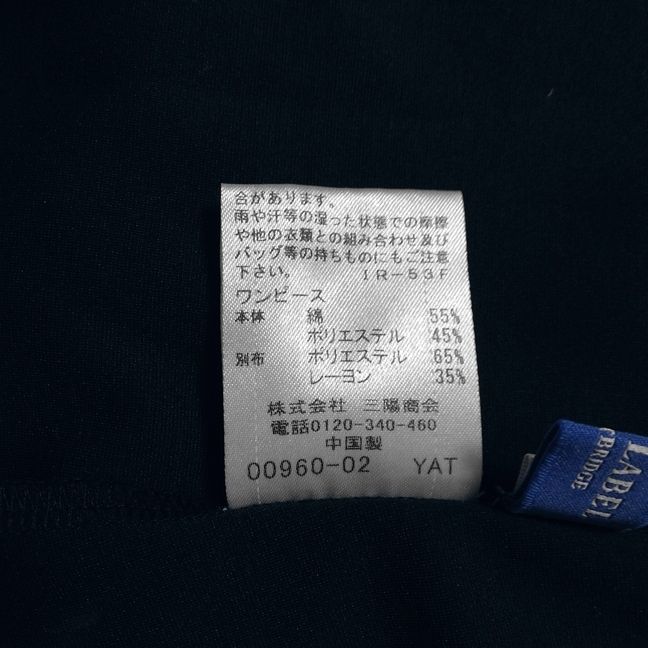 合があります。
雨や汗等の湿った状態での摩擦
や他の衣類との組み合わせ及び
バッグ等の持ちものにもご注意
下さい。 IR-53F
ワンピース
本体 綿 55%
ポリエステル 45%
別布 ポリエステル 65%
レーヨン 35%
株式会社 三陽商会
電話0120-340-460
中国製
00960-02 YAT
LABEL
BRIDGE